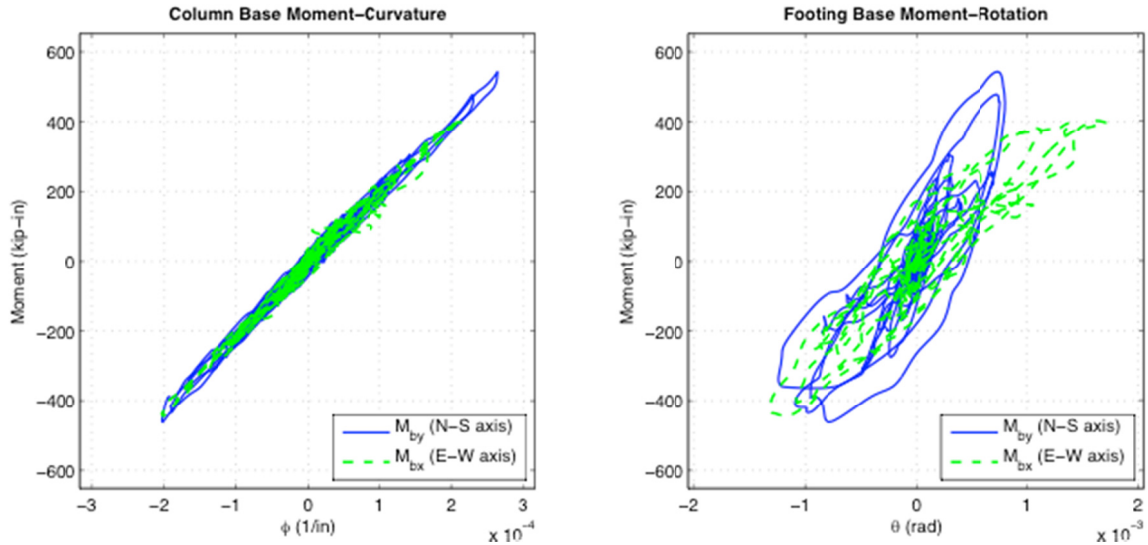 Column Base Moment–Curvature
Moment (kip–in)
600
400
200
0
−200
−400
−600
−3
−2
−1
0
1
2
3
x 10⁻⁴
ϕ (1/in)
M_by (N–S axis)
M_bx (E–W axis)
Footing Base Moment–Rotation
Moment (kip–in)
600
400
200
0
−200
−400
−600
−2
−1
0
1
2
x 10⁻³
θ (rad)
M_by (N–S axis)
M_bx (E–W axis)